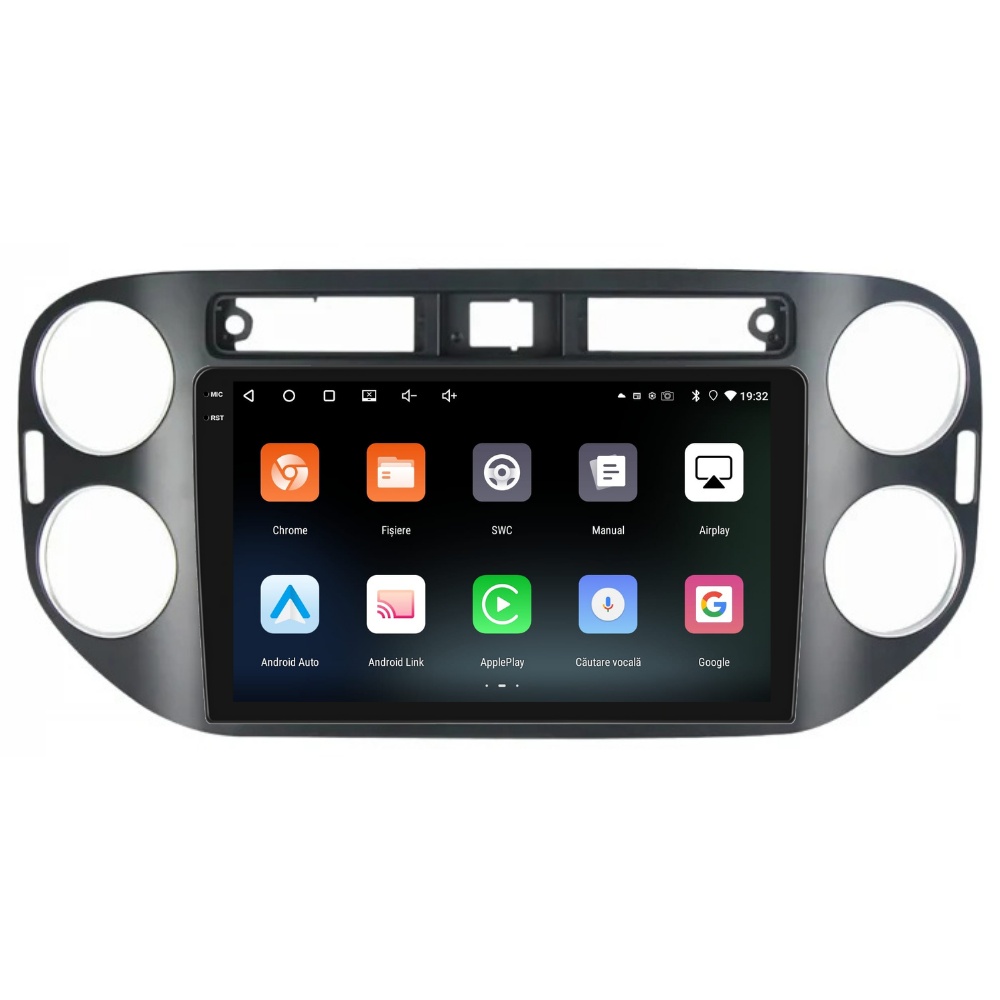 MIC
RST
19:32
Chrome
Fișiere
SWC
Manual
Airplay
Android Auto
Android Link
ApplePlay
Căutare vocală
Google